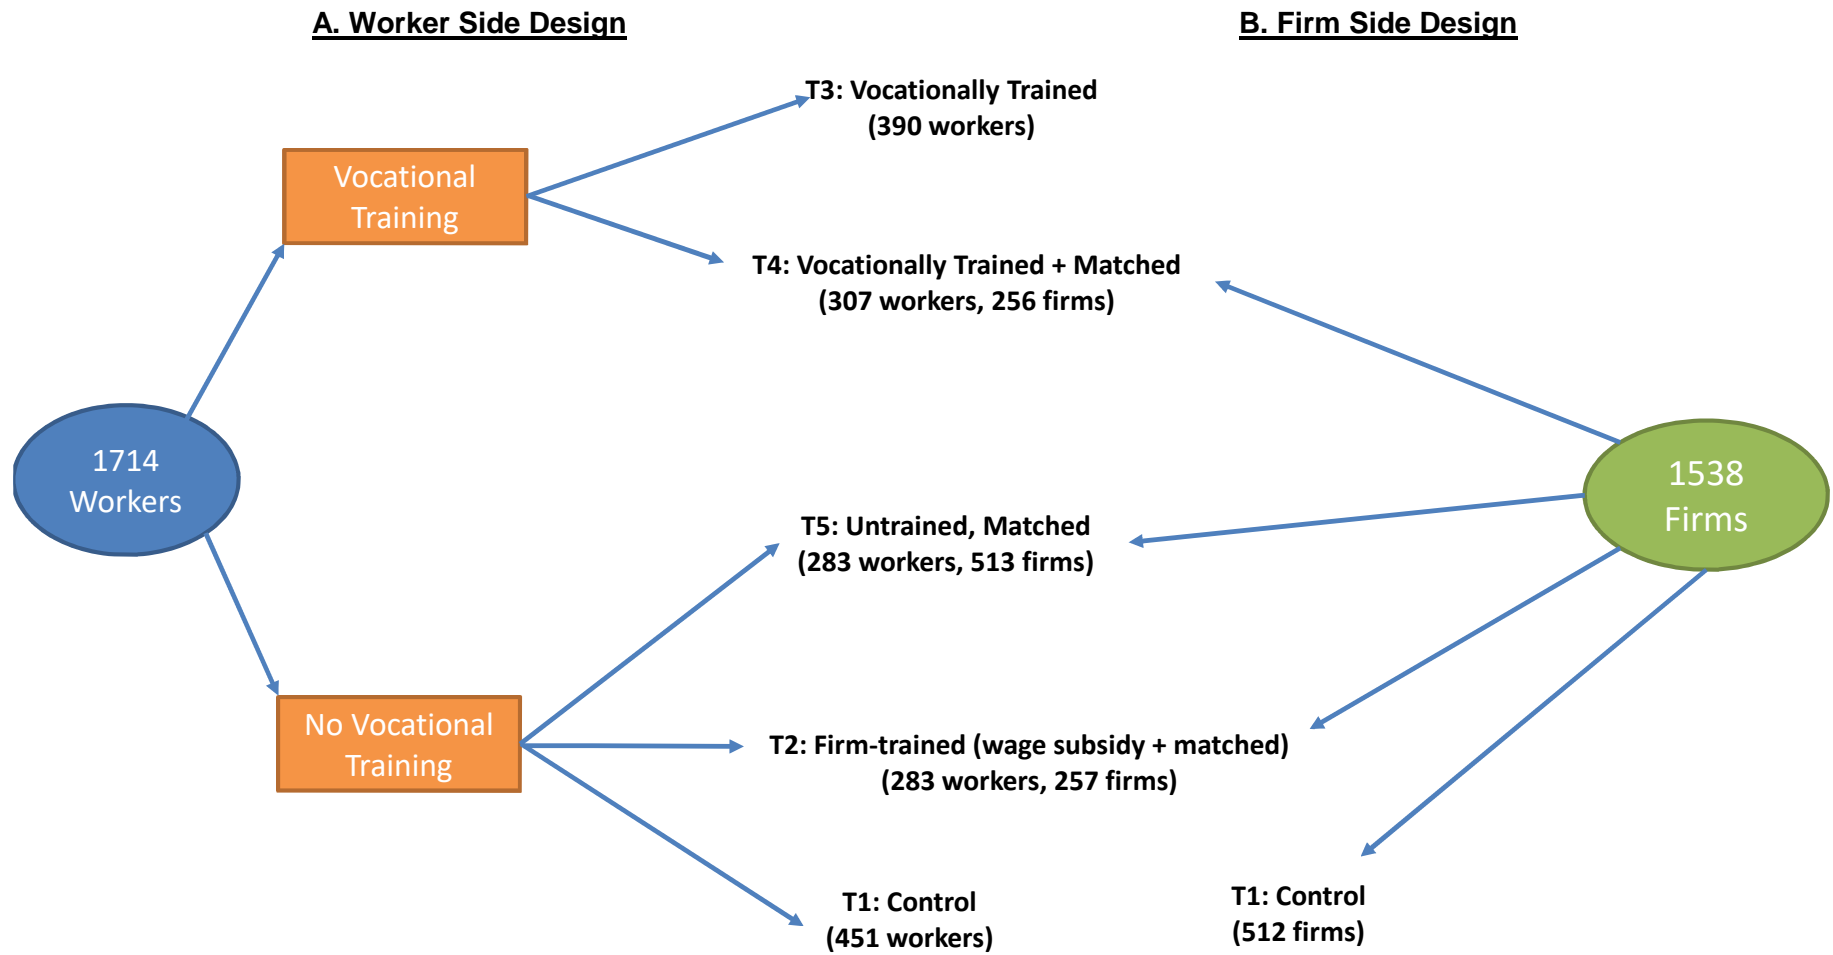 A. Worker Side Design
B. Firm Side Design
T3: Vocationally Trained
(390 workers)
Vocational
Training
T4: Vocationally Trained + Matched
(307 workers, 256 firms)
1714
Workers
1538
Firms
T5: Untrained, Matched
(283 workers, 513 firms)
No Vocational
Training
T2: Firm-trained (wage subsidy + matched)
(283 workers, 257 firms)
T1: Control
(451 workers)
T1: Control
(512 firms)